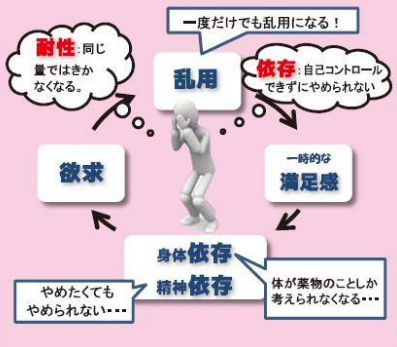 一度だけでも乱用になる！
耐性:同じ
量ではきか
なくなる。
乱用
依存:自己コントロール
できずにやめられない
欲求
一時的な
満足感
身体依存
精神依存
やめたくても
やめられない･･･
体が薬物のことしか
考えられなくなる･･･